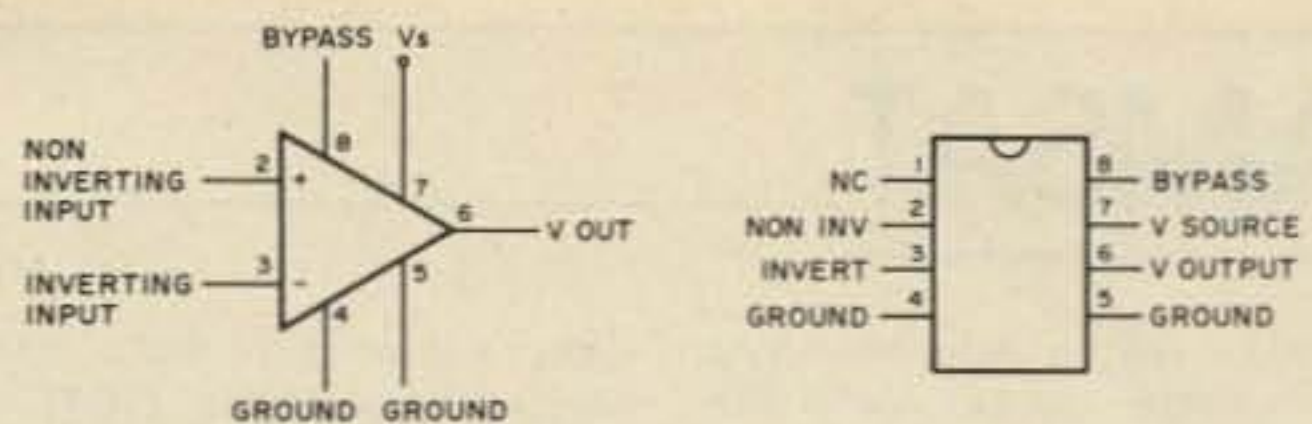 BYPASS Vs
8
7
NON
INVERTING
INPUT
2
+
6
V OUT
INVERTING
INPUT
3
-
5
4
GROUND GROUND
NC 1
NON INV 2
INVERT 3
GROUND 4
8 BYPASS
7 V SOURCE
6 V OUTPUT
5 GROUND